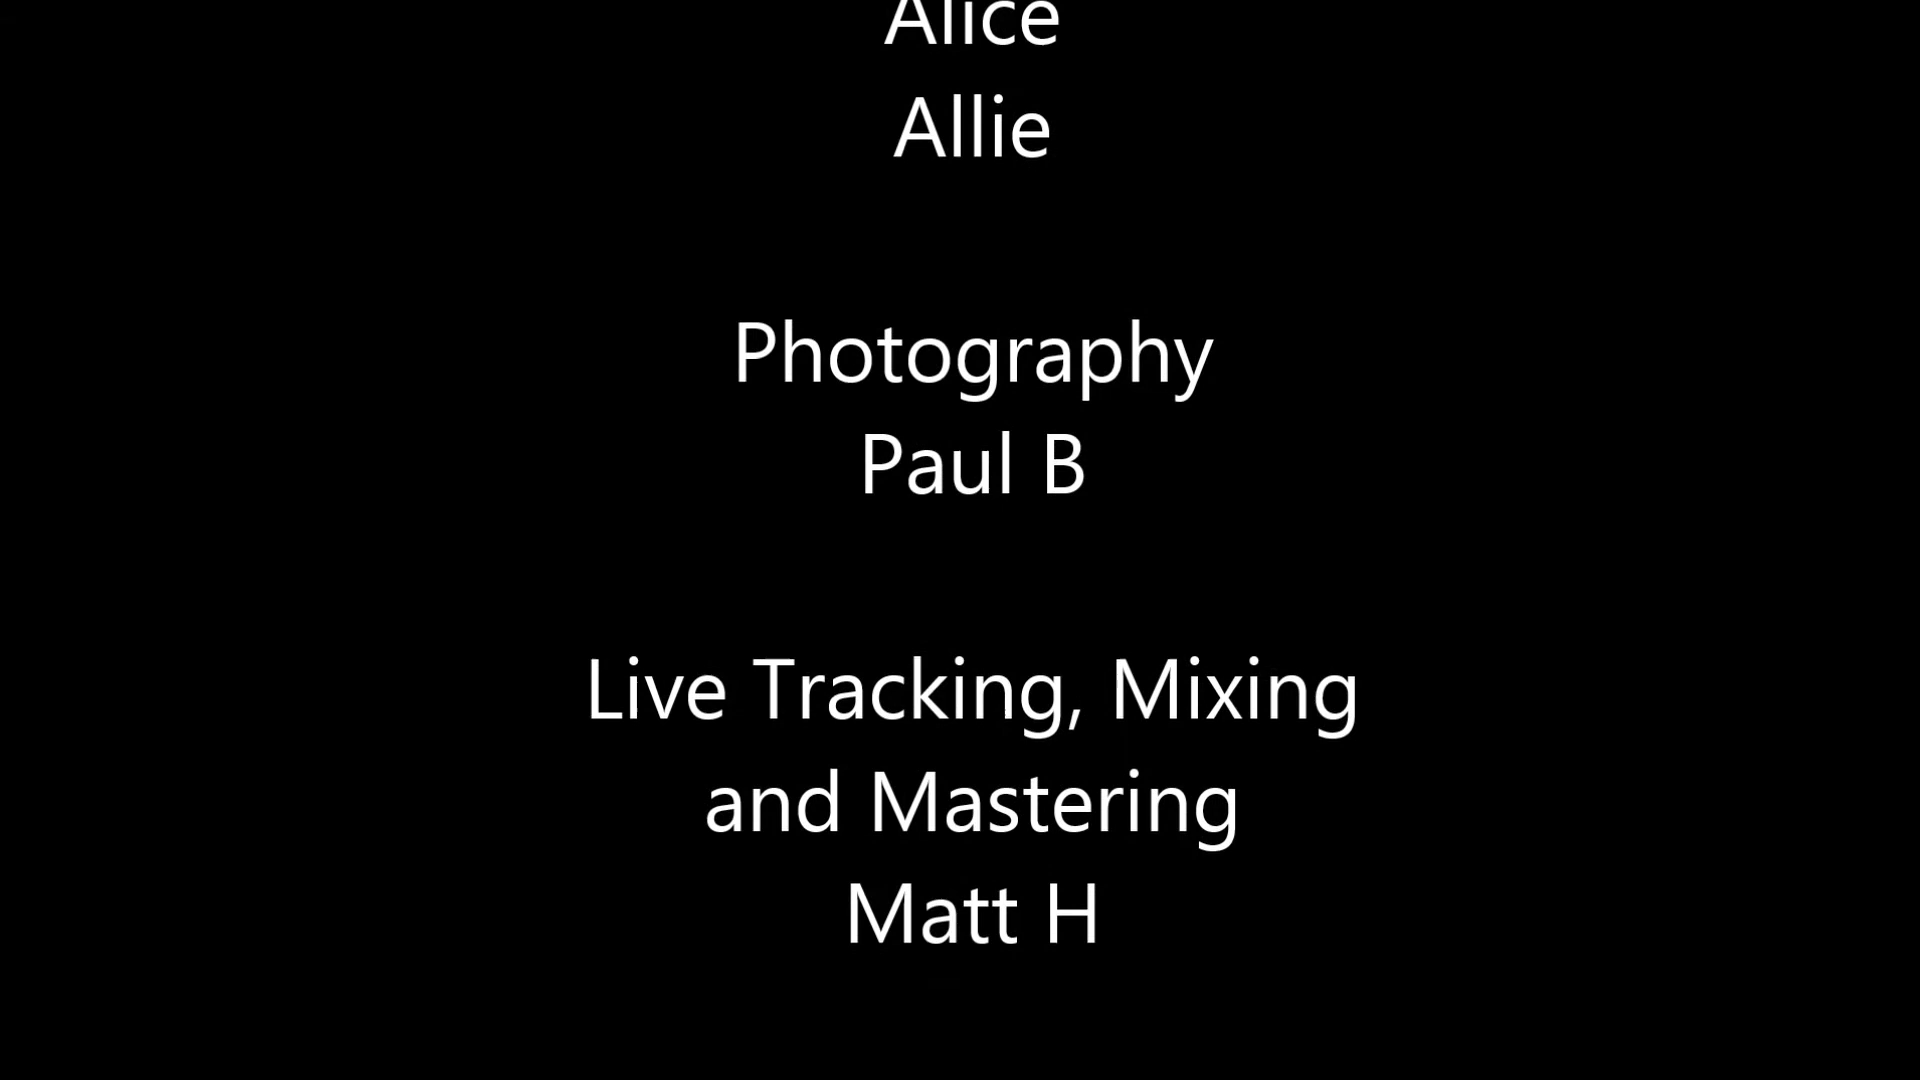 Alice
Allie
Photography
Paul B
Live Tracking, Mixing
and Mastering
Matt H